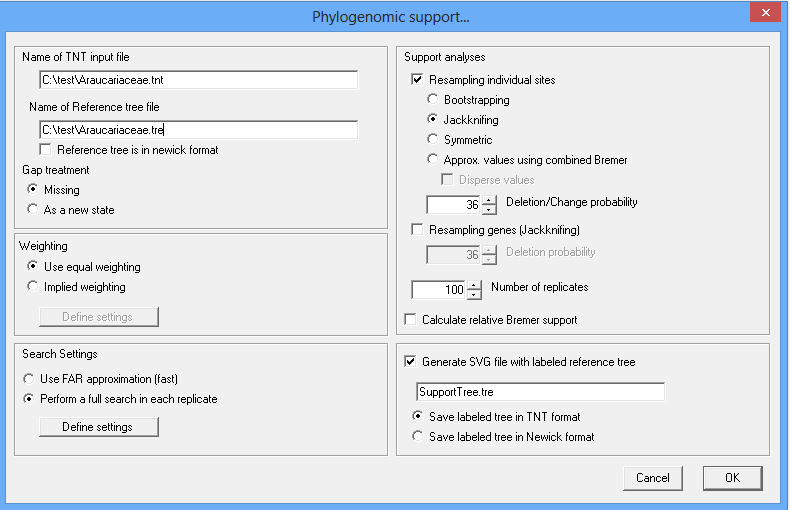 Phylogenomic support...
Name of TNT input file
C:\test\Araucariaceae.tnt
Name of Reference tree file
C:\test\Araucariaceae.tre
Reference tree is in newick format
Gap treatment
Missing
As a new state
Weighting
Use equal weighting
Implied weighting
Define settings
Search Settings
Use FAR approximation (fast)
Perform a full search in each replicate
Define settings
Support analyses
Resampling individual sites
Bootstrapping
Jackknifing
Symmetric
Approx. values using combined Bremer
Disperse values
36 Deletion/Change probability
Resampling genes (Jackknifing)
36 Deletion probability
100 Number of replicates
Calculate relative Bremer support
Generate SVG file with labeled reference tree
SupportTree.tre
Save labeled tree in TNT format
Save labeled tree in Newick format
Cancel OK